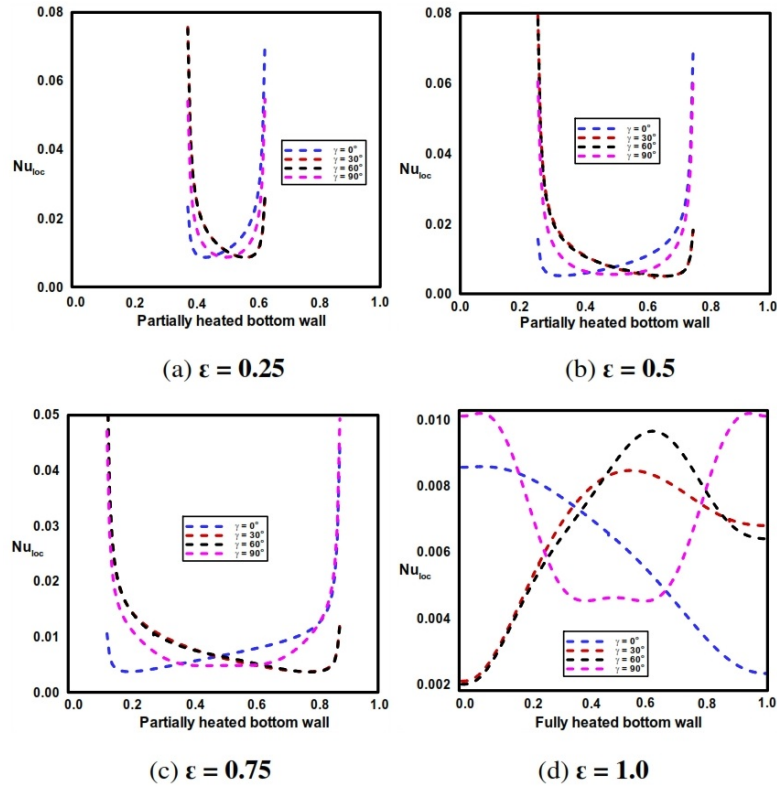 0.08
0.06
0.04
0.02
0.00
Nu_loc
γ = 0°
γ = 30°
γ = 60°
γ = 90°
0.0 0.2 0.4 0.6 0.8 1.0
Partially heated bottom wall
(a) ε = 0.25
0.08
0.06
0.04
0.02
0.00
Nu_loc
γ = 0°
γ = 30°
γ = 60°
γ = 90°
0.0 0.2 0.4 0.6 0.8 1.0
Partially heated bottom wall
(b) ε = 0.5
0.05
0.04
0.03
0.02
0.01
0.00
Nu_loc
γ = 0°
γ = 30°
γ = 60°
γ = 90°
0.0 0.2 0.4 0.6 0.8 1.0
Partially heated bottom wall
(c) ε = 0.75
0.010
0.008
0.006
0.004
0.002
Nu_loc
γ = 0°
γ = 30°
γ = 60°
γ = 90°
0.0 0.2 0.4 0.6 0.8 1.0
Fully heated bottom wall
(d) ε = 1.0